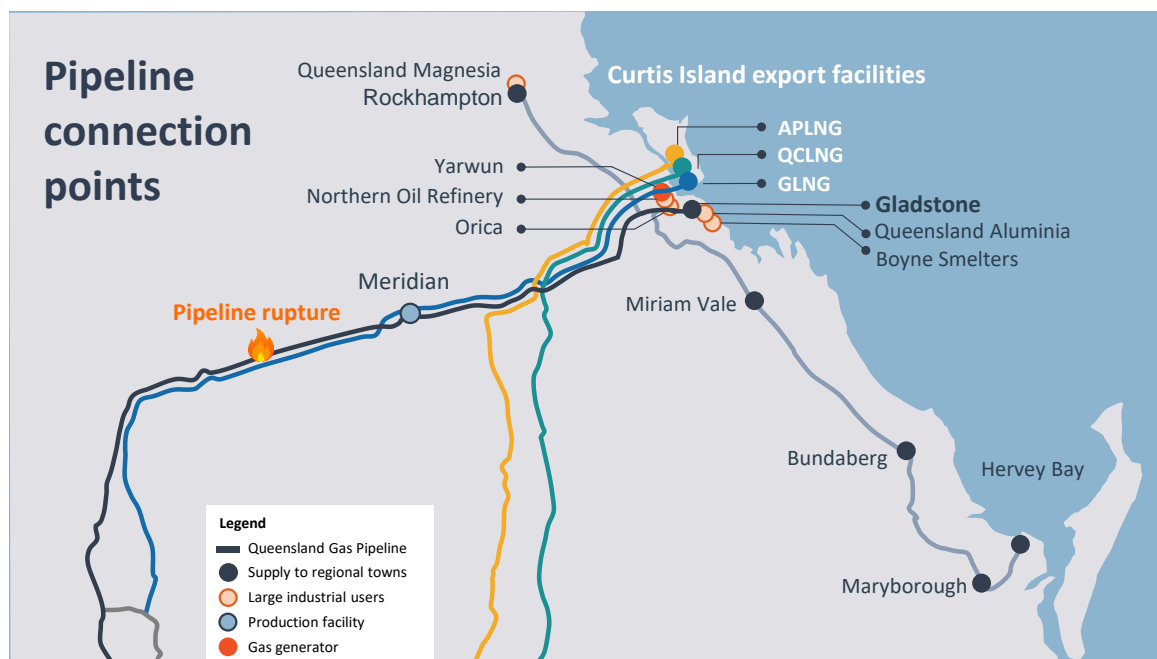 Pipeline
connection
points
Queensland Magnesia
Rockhampton
Curtis Island export facilities
APLNG
QCLNG
GLNG
Yarwun
Northern Oil Refinery
Orica
Gladstone
Queensland Aluminia
Boyne Smelters
Meridian
Pipeline rupture
Miriam Vale
Bundaberg
Hervey Bay
Maryborough
Legend
Queensland Gas Pipeline
Supply to regional towns
Large industrial users
Production facility
Gas generator